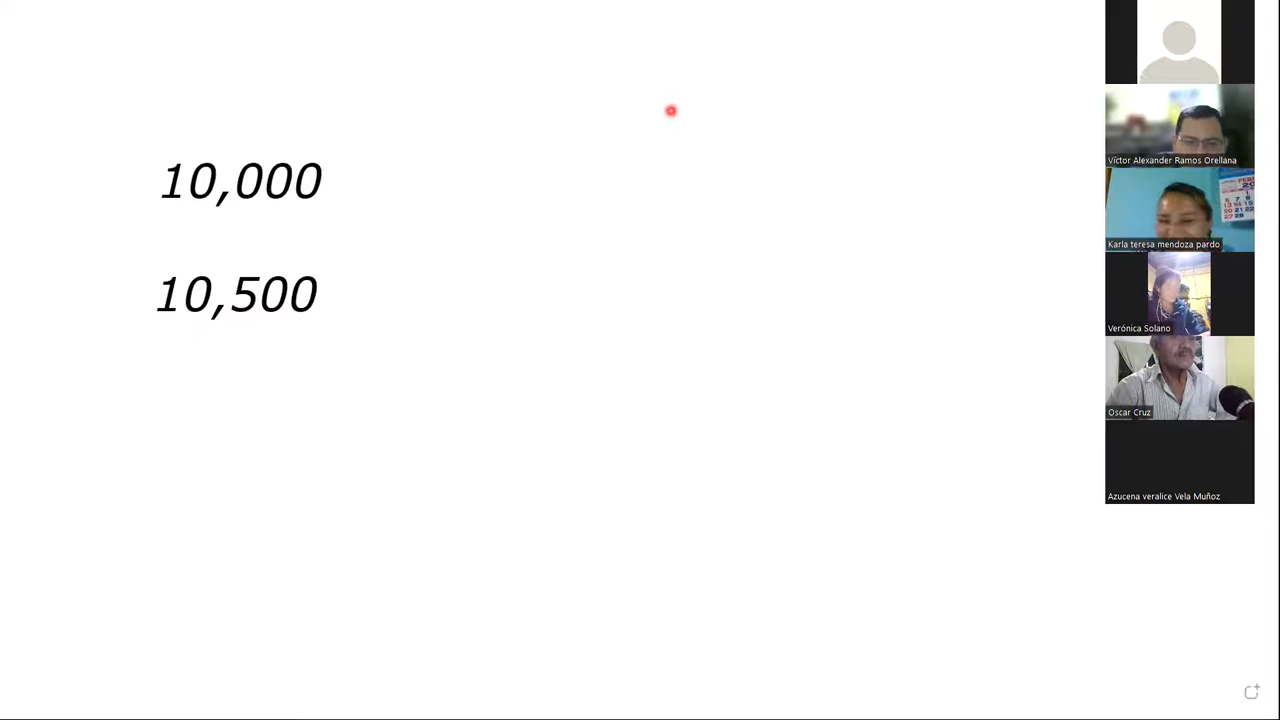 10,000
10,500
Víctor Alexander Ramos Orellana
Karla teresa mendoza pardo
Verónica Solano
Oscar Cruz
Azucena veralice Vela Muñoz